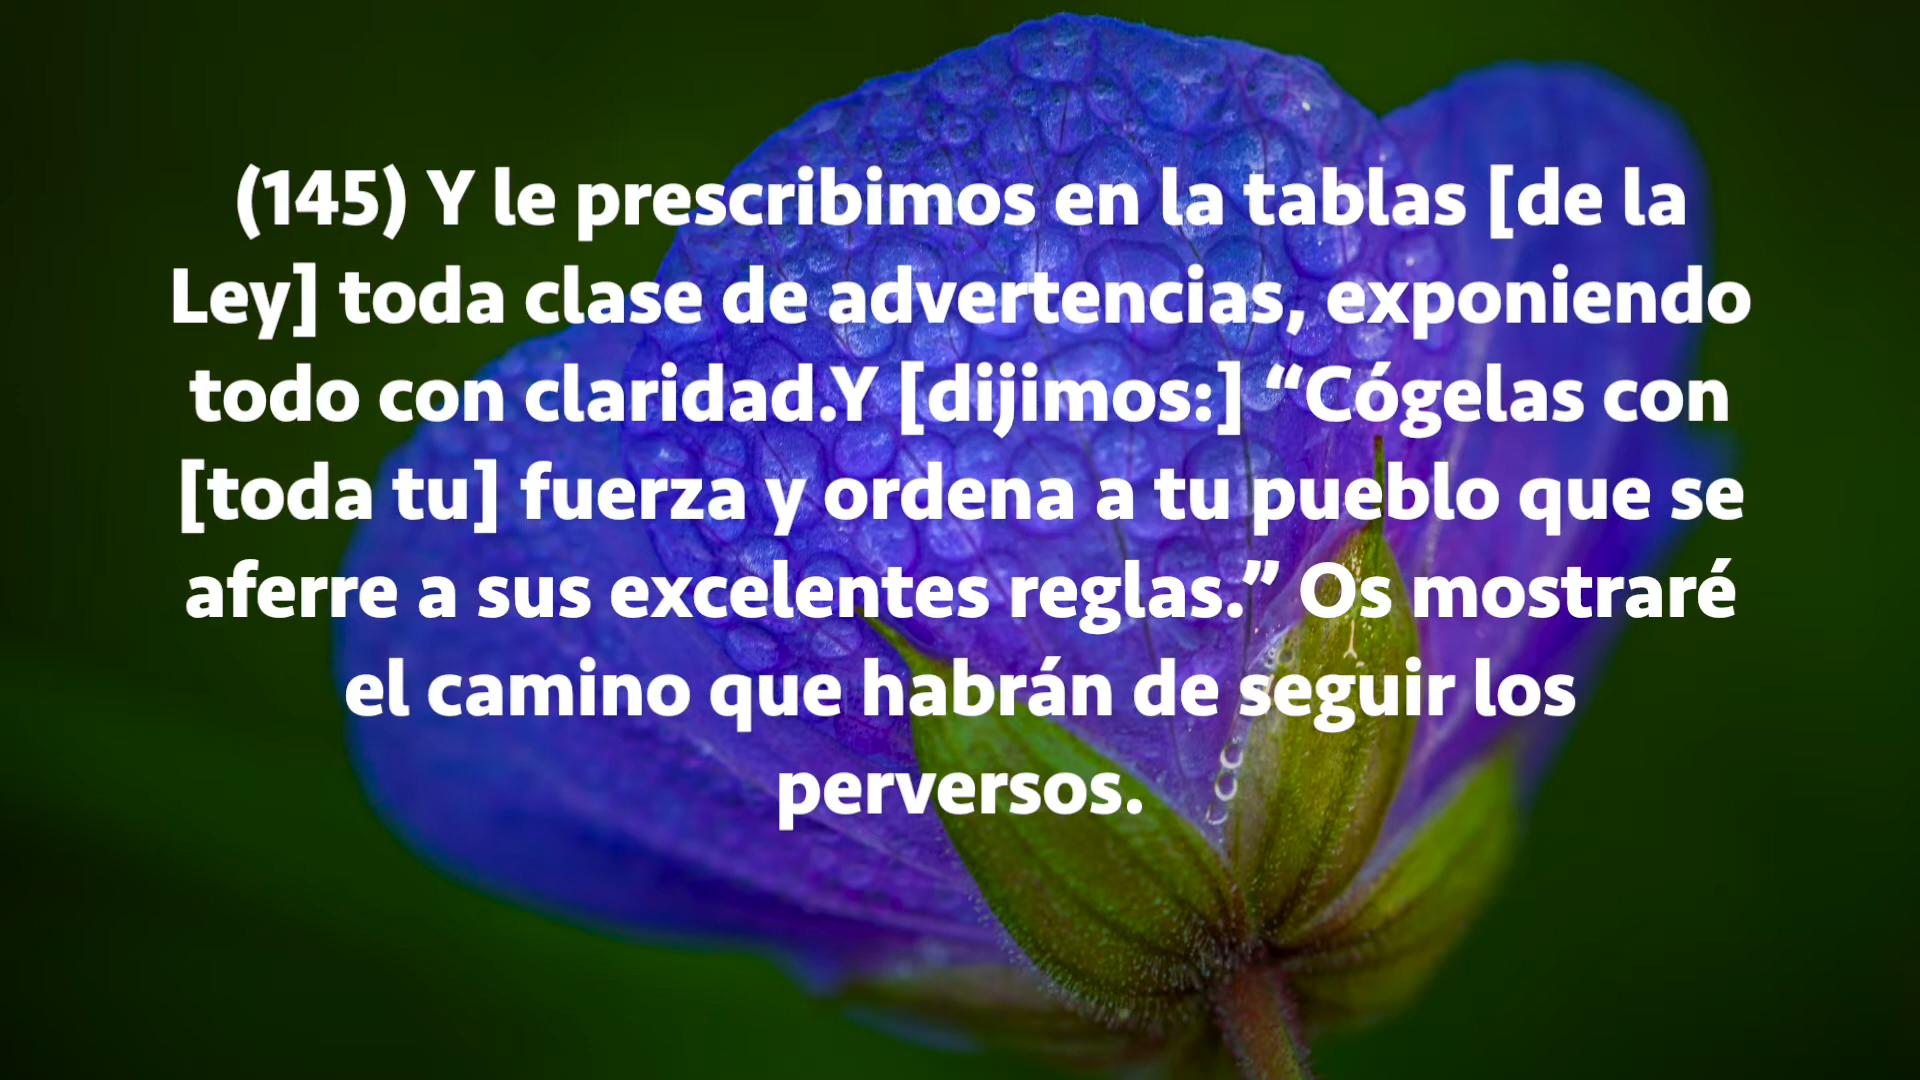 (145) Y le prescribimos en la tablas [de la
Ley] toda clase de advertencias, exponiendo
todo con claridad.Y [dijimos:] “Cógelas con
[toda tu] fuerza y ordena a tu pueblo que se
aferre a sus excelentes reglas.” Os mostraré
el camino que habrán de seguir los
perversos.